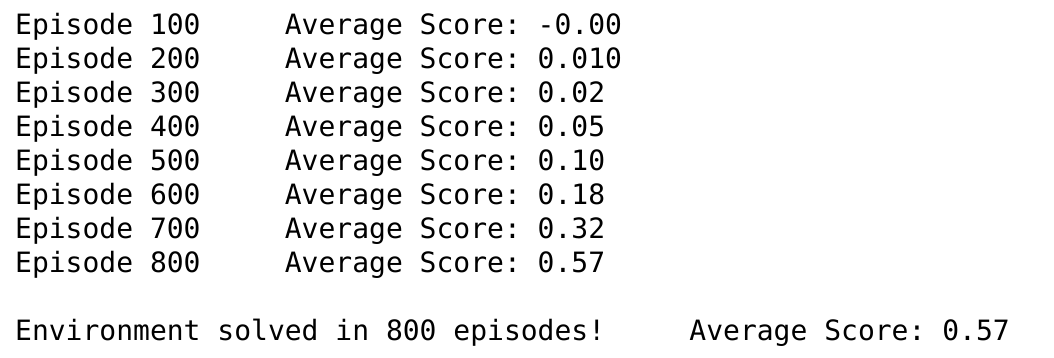 Episode 100     Average Score: -0.00
Episode 200     Average Score: 0.010
Episode 300     Average Score: 0.02
Episode 400     Average Score: 0.05
Episode 500     Average Score: 0.10
Episode 600     Average Score: 0.18
Episode 700     Average Score: 0.32
Episode 800     Average Score: 0.57
Environment solved in 800 episodes!     Average Score: 0.57